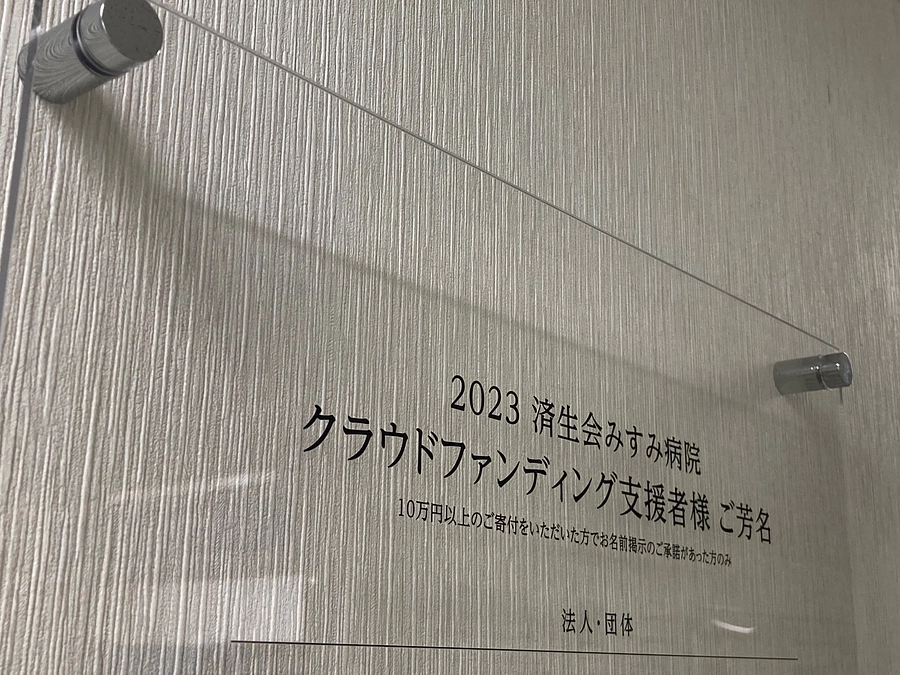 2023 済生会みすみ病院
クラウドファンディング支援者様 ご芳名
10万円以上のご寄付をいただいた方でお名前掲示のご承諾があった方のみ
法人・団体